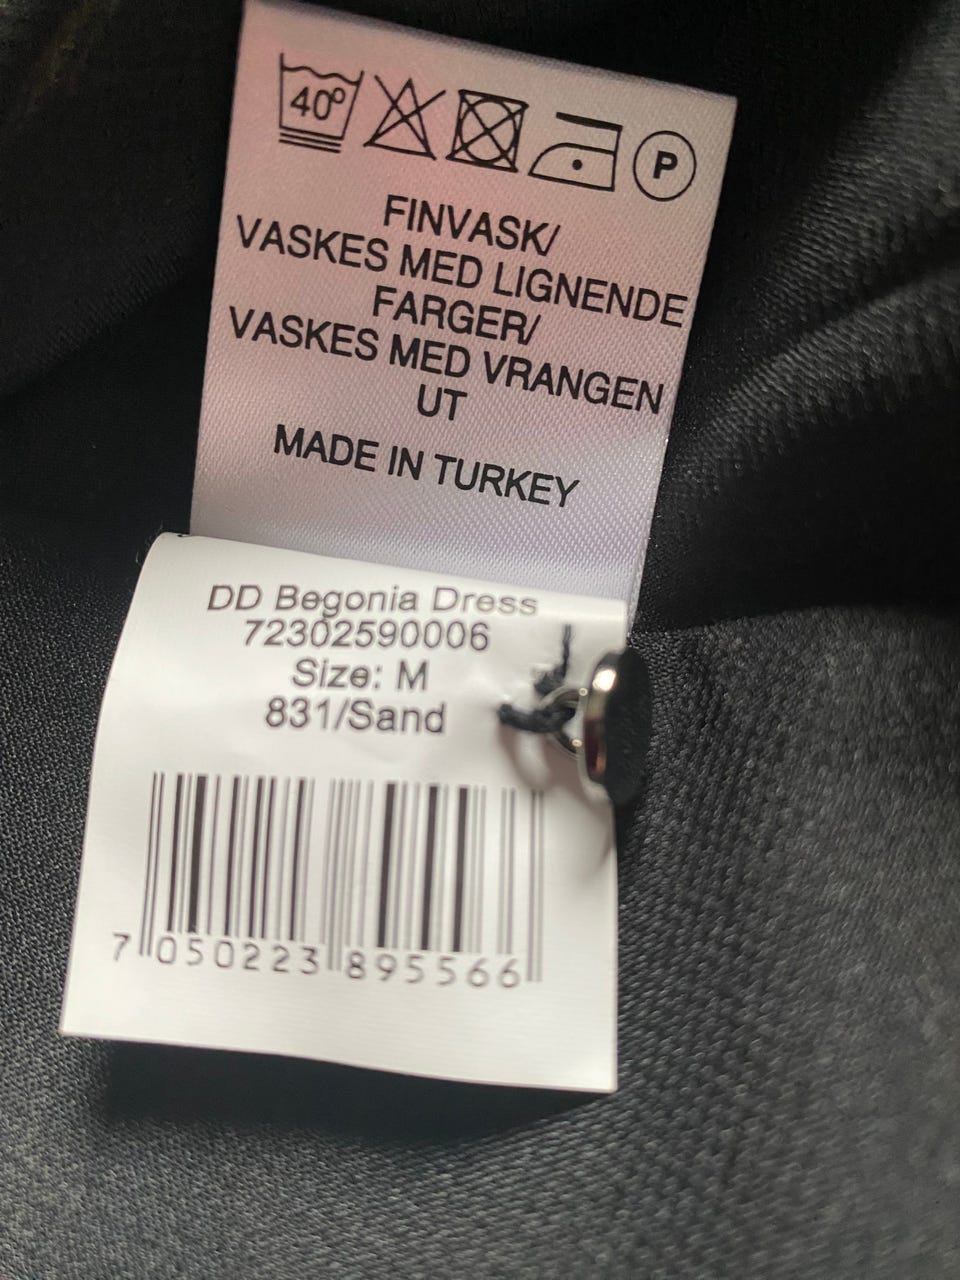 40°
P
FINVASK/
VASKES MED LIGNENDE
FARGER/
VASKES MED VRANGEN
UT
MADE IN TURKEY
DD Begonia Dress
72302590006
Size: M
831/Sand
7 050223 895566